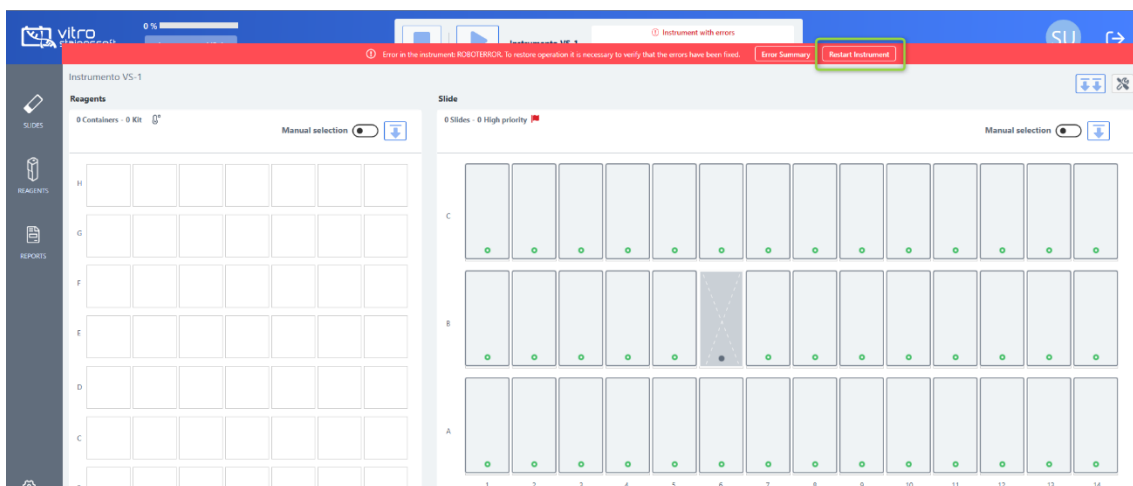 vitro
0 %
Instrument with errors
SU
Error in the instrument: ROBOTERROR. To restore operation it is necessary to verify that the errors have been fixed.
Error Summary
Restart Instrument
Instrumento VS-1
Reagents
Slide
0 Containers - 0 Kit
Manual selection
0 Slides - 0 High priority
Manual selection
SLIDES
REAGENTS
REPORTS
H
G
F
E
D
C
C
B
A
1 2 3 4 5 6 7 8 9 10 11 12 13 14